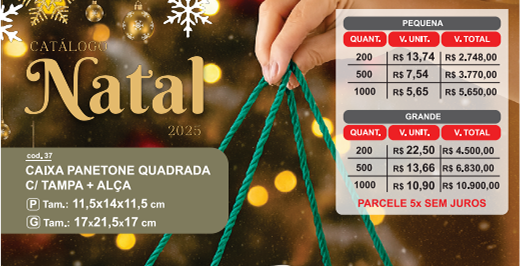 CATÁLOGO
Natal
2025
cod. 37
CAIXA PANETONE QUADRADA
C/ TAMPA + ALÇA
P Tam.: 11,5x14x11,5 cm
G Tam.: 17x21,5x17 cm
PEQUENA
QUANT. V. UNIT. V. TOTAL
200 R$ 13,74 R$ 2.748,00
500 R$ 7,54 R$ 3.770,00
1000 R$ 5,65 R$ 5,650,00
GRANDE
QUANT. V. UNIT. V. TOTAL
200 R$ 22,50 R$ 4.500,00
500 R$ 13,66 R$ 6.830,00
1000 R$ 10,90 R$ 10.900,00
PARCELE 5x SEM JUROS